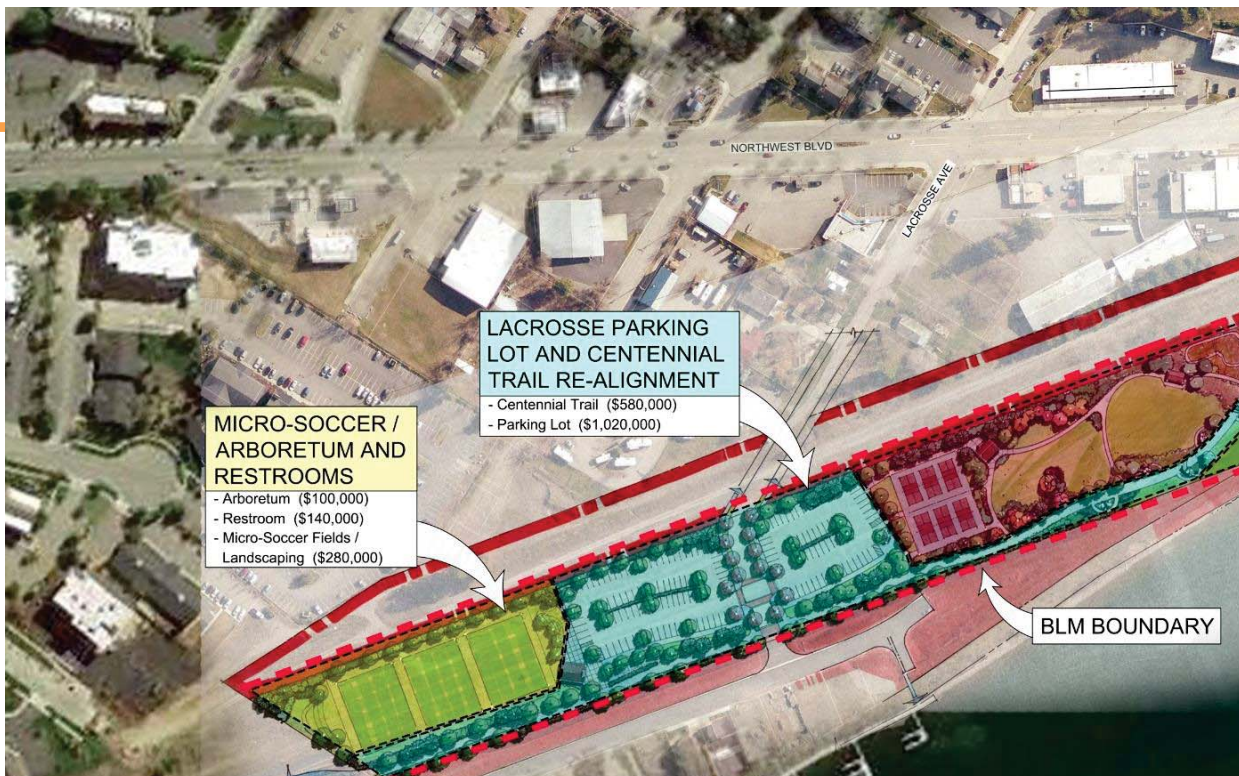 NORTHWEST BLVD
LACROSSE AVE
LACROSSE PARKING
LOT AND CENTENNIAL
TRAIL RE-ALIGNMENT
- Centennial Trail ($580,000)
- Parking Lot ($1,020,000)
MICRO-SOCCER /
ARBORETUM AND
RESTROOMS
- Arboretum ($100,000)
- Restroom ($140,000)
- Micro-Soccer Fields /
Landscaping ($280,000)
BLM BOUNDARY